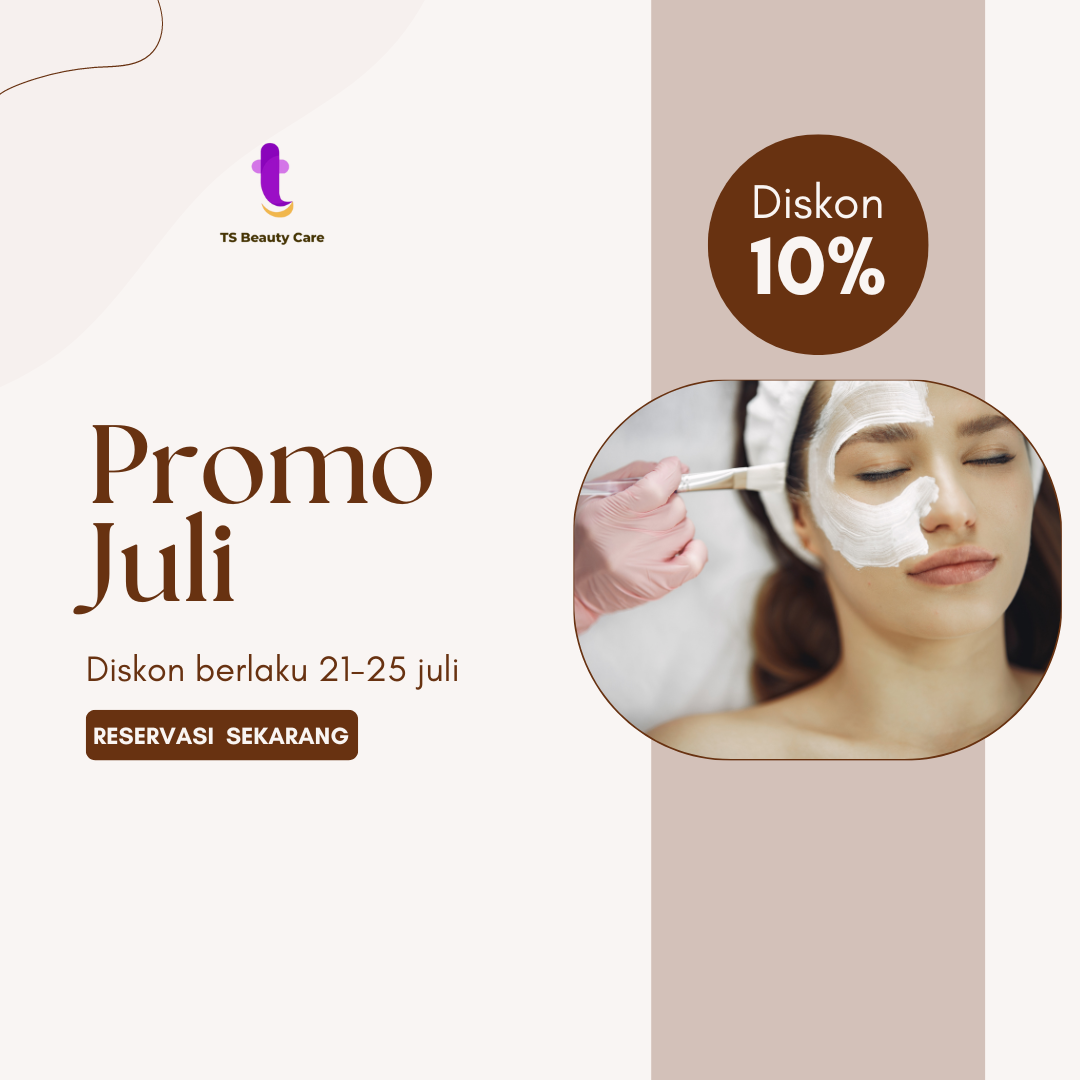 TS Beauty Care
Diskon
10%
Promo
Juli
Diskon berlaku 21-25 juli
RESERVASI SEKARANG